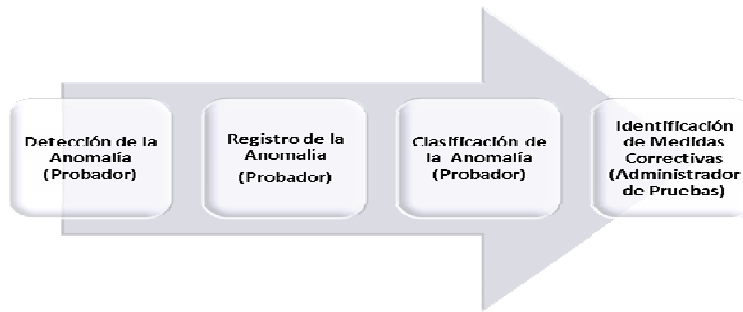 Detección de la
Anomalía
(Probador)
Registro de la
Anomalía
(Probador)
Clasificación de
la Anomalía
(Probador)
Identificación
de Medidas
Correctivas
(Administrador
de Pruebas)